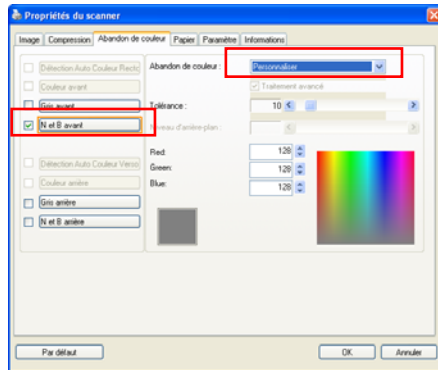 Propriétés du scanner
Image Compression Abandon de couleur Papier Paramètre Informations
Détection Auto Couleur Recto
Couleur avant
Gris avant
N et B avant
Détection Auto Couleur Verso
Couleur arrière
Gris arrière
N et B arrière
Abandon de couleur : Personnaliser
Traitement avancé
Tolérance : 10
Niveau d'arrière-plan :
Red: 128
Green: 128
Blue: 128
Par défaut OK Annuler